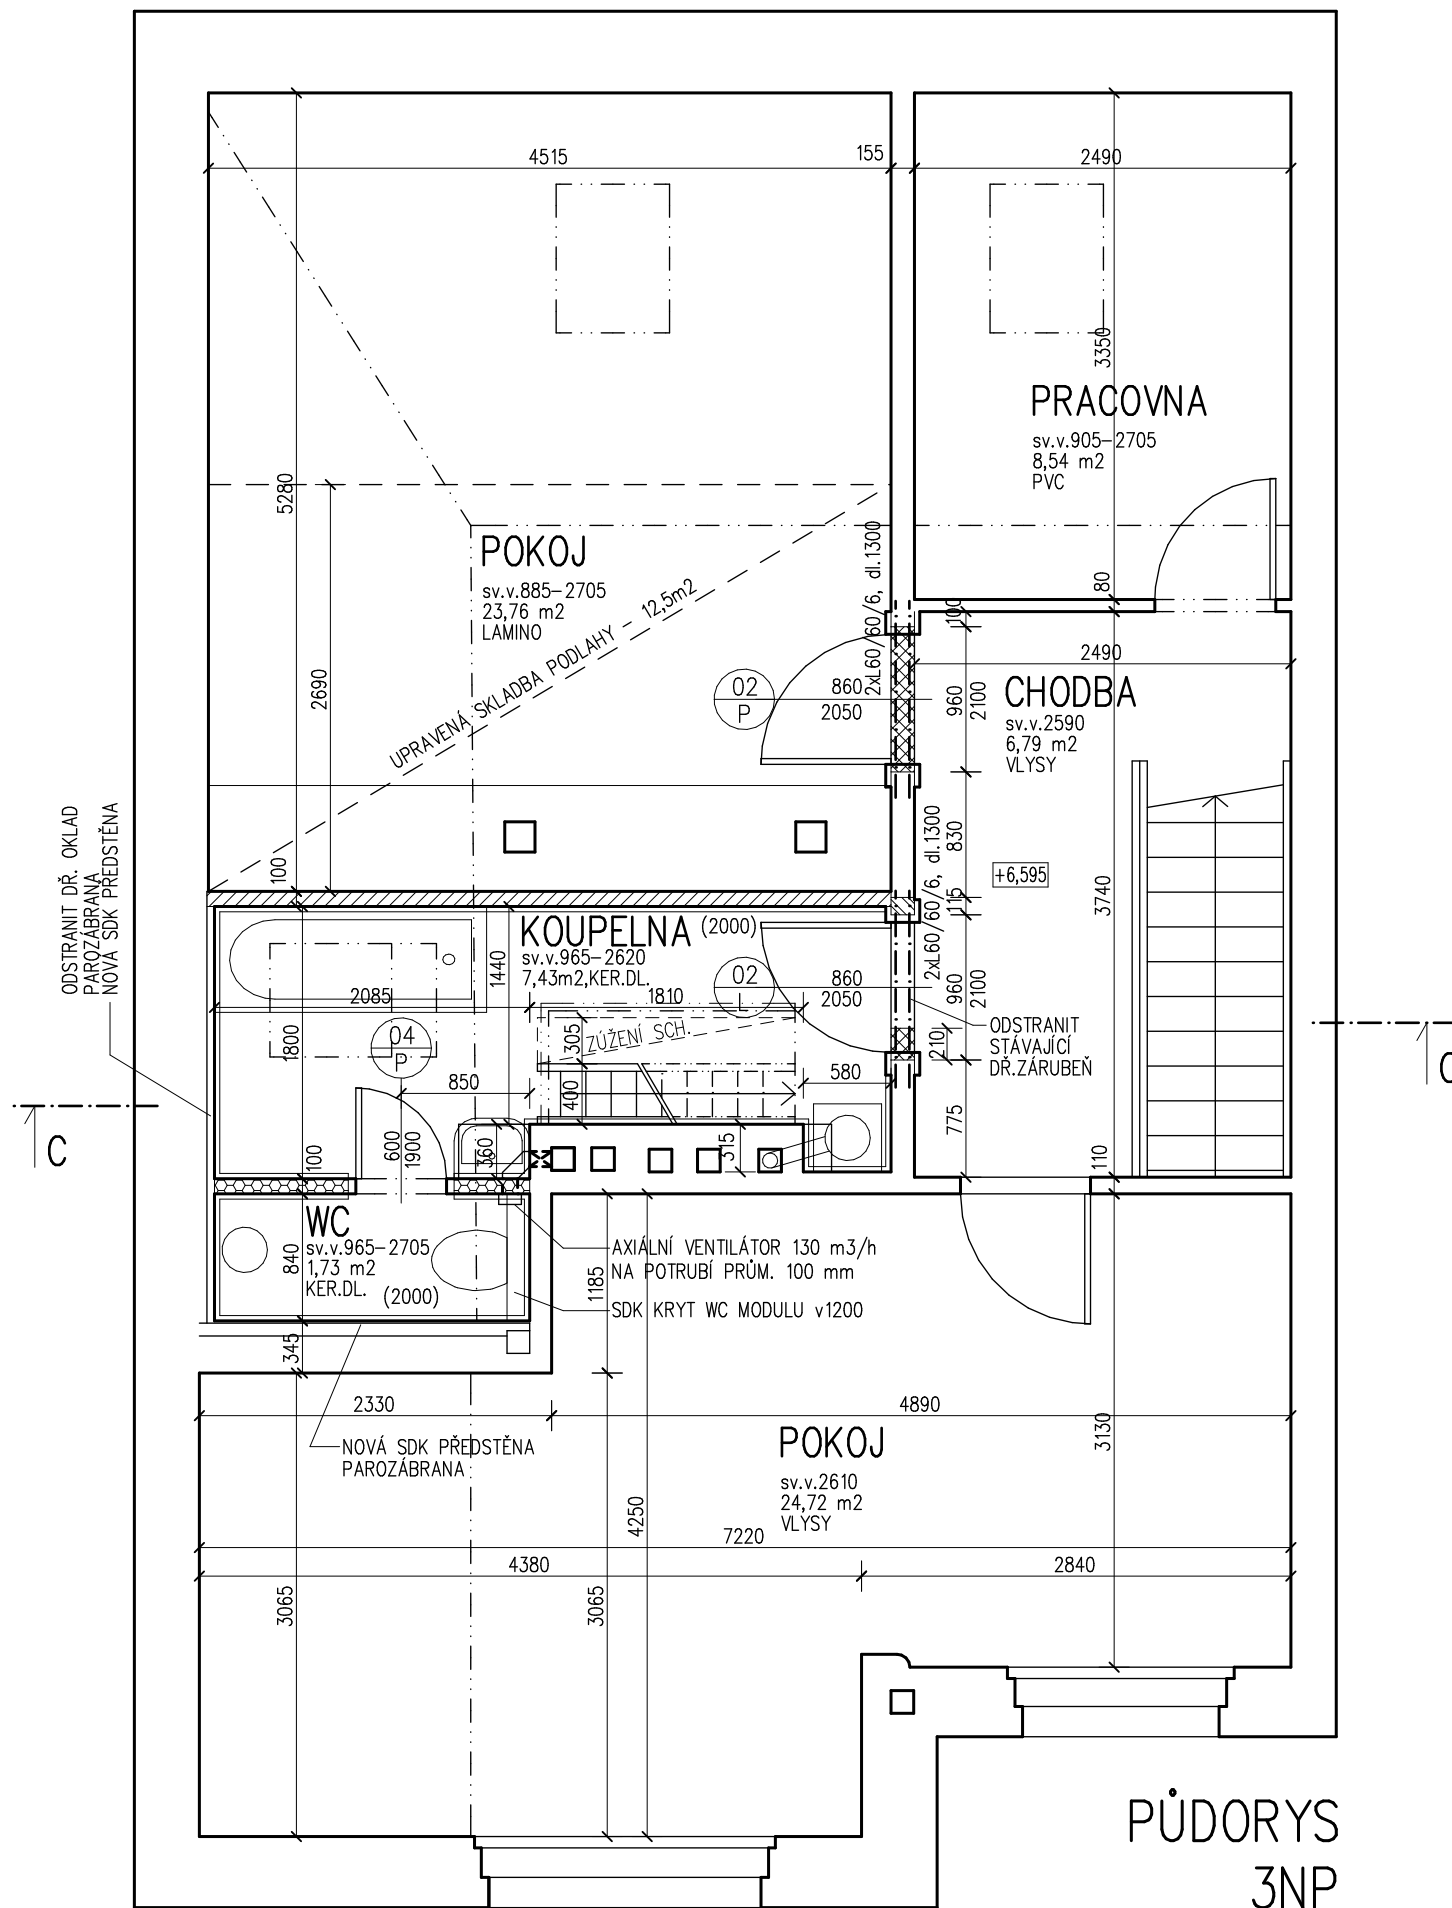 4515
155
2490
3350
PRACOVNA
sv.v.905-2705
8,54 m2
PVC
5280
POKOJ
sv.v.885-2705
23,76 m2
LAMINO
UPRAVENÁ SKLADBA PODLAHY - 12,5m2
2690
2xL60/60/6, dl.1300
80
100
2490
02
P
860
2050
960
2100
CHODBA
sv.v.2590
6,79 m2
VLYSY
830
2xL60/60/6, dl.1300
+6,595
3740
115
100
ODSTRANIT DŘ. OKLAD
PAROZÁBRANA
NOVÁ SDK PŘEDSTĚNA
KOUPELNA (2000)
sv.v.965-2620
7,43m2,KER.DL.
1440
2085
1810
02
L
860
2050
960
2100
ODSTRANIT
STÁVAJÍCÍ
DŘ.ZÁRUBEŇ
210
1800
04
P
ZÚŽENÍ SCH.
305
850
580
400
775
C
C
600
1900
360
315
100
110
WC
sv.v.965-2705
1,73 m2
KER.DL.
(2000)
840
AXIÁLNÍ VENTILÁTOR 130 m3/h
NA POTRUBÍ PRŮM. 100 mm
1185
SDK KRYT WC MODULU v1200
345
2330
4890
3130
NOVÁ SDK PŘEDSTĚNA
PAROZÁBRANA
POKOJ
sv.v.2610
24,72 m2
VLYSY
4250
7220
4380
2840
3065
3065
PŮDORYS
3NP